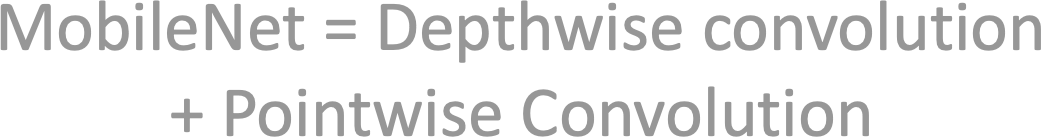 MobileNet = Depthwise convolution
+ Pointwise Convolution